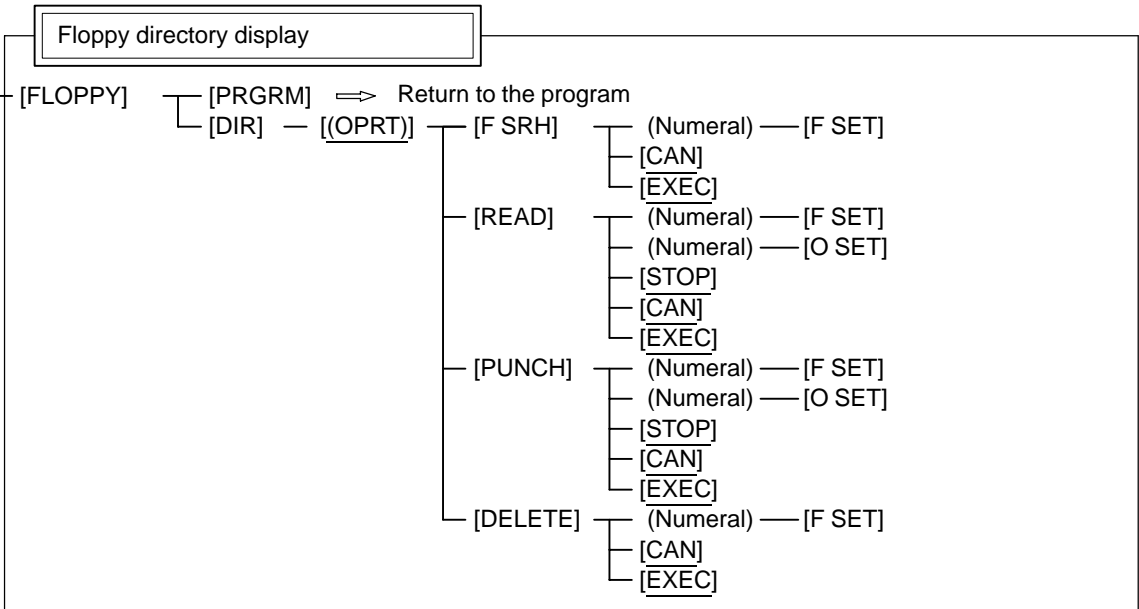 Floppy directory display
[FLOPPY] [PRGRM] Return to the program
[DIR] [(OPRT)] [F SRH] (Numeral) [F SET]
[CAN]
[EXEC]
[READ] (Numeral) [F SET]
(Numeral) [O SET]
[STOP]
[CAN]
[EXEC]
[PUNCH] (Numeral) [F SET]
(Numeral) [O SET]
[STOP]
[CAN]
[EXEC]
[DELETE] (Numeral) [F SET]
[CAN]
[EXEC]